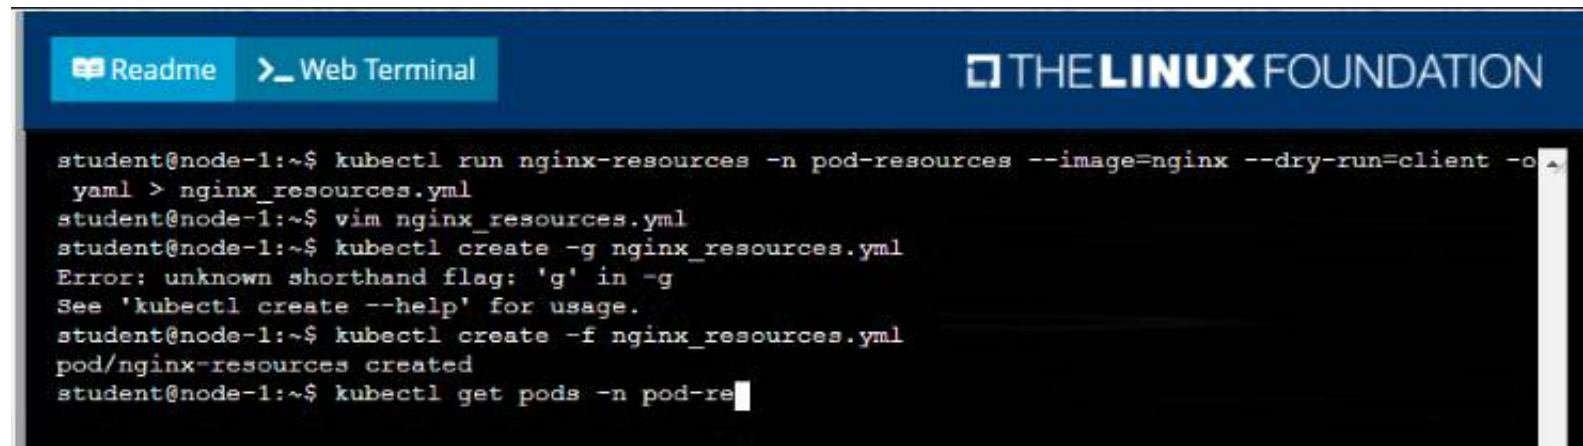 Readme >_ Web Terminal THE LINUX FOUNDATION
student@node-1:~$ kubectl run nginx-resources -n pod-resources --image=nginx --dry-run=client -o
yaml > nginx_resources.yml
student@node-1:~$ vim nginx_resources.yml
student@node-1:~$ kubectl create -g nginx_resources.yml
Error: unknown shorthand flag: 'g' in -g
See 'kubectl create --help' for usage.
student@node-1:~$ kubectl create -f nginx_resources.yml
pod/nginx-resources created
student@node-1:~$ kubectl get pods -n pod-re